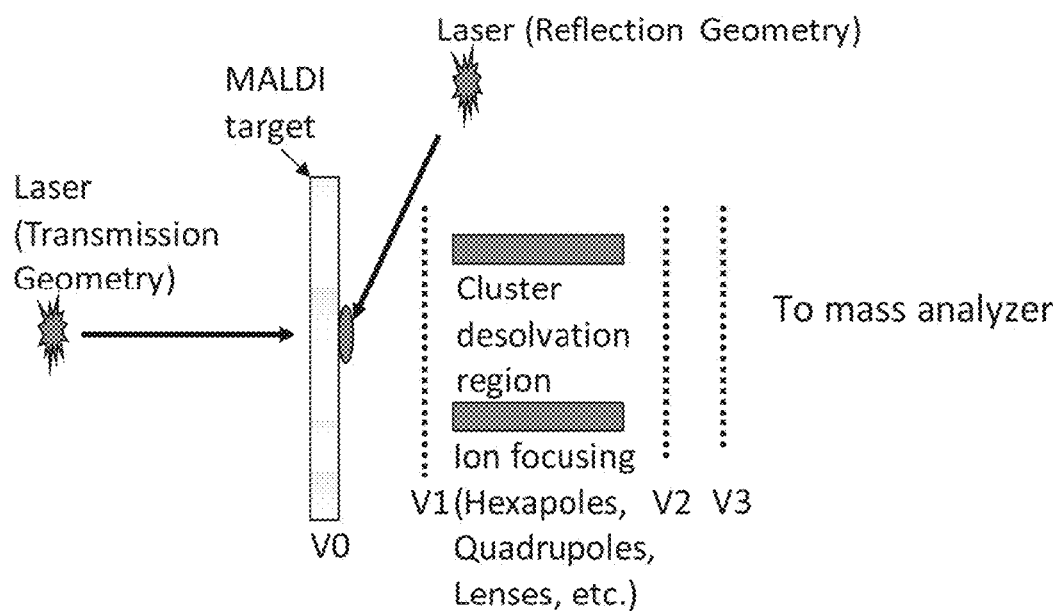 Laser (Reflection Geometry)
MALDI
target
Laser
(Transmission
Geometry)
Cluster
desolvation
region
To mass analyzer
Ion focusing
V1 (Hexapoles, V2 V3
V0
Quadrupoles,
Lenses, etc.)